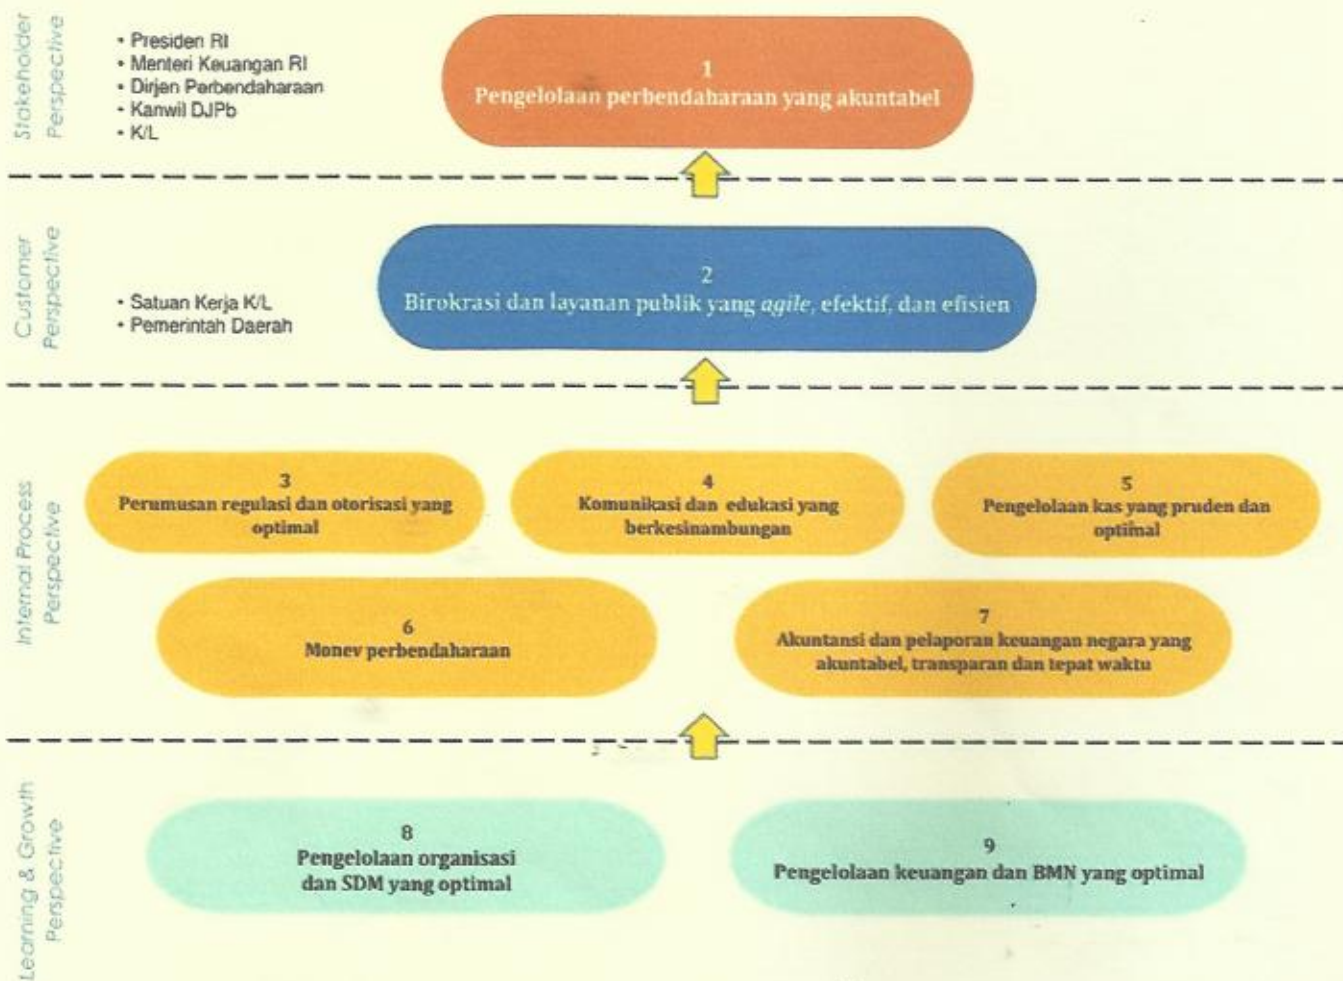 Stakeholder
Perspective
• Presiden RI
• Menteri Keuangan RI
• Dirjen Perbendaharaan
• Kanwil DJPb
• K/L
1
Pengelolaan perbendaharaan yang akuntabel
Customer
Perspective
• Satuan Kerja K/L
• Pemerintah Daerah
2
Birokrasi dan layanan publik yang agile, efektif, dan efisien
Internal Process
Perspective
3
Perumusan regulasi dan otorisasi yang
optimal
4
Komunikasi dan edukasi yang
berkesinambungan
5
Pengelolaan kas yang pruden dan
optimal
6
Monev perbendaharaan
7
Akuntansi dan pelaporan keuangan negara yang
akuntabel, transparan dan tepat waktu
Learning & Growth
Perspective
8
Pengelolaan organisasi
dan SDM yang optimal
9
Pengelolaan keuangan dan BMN yang optimal